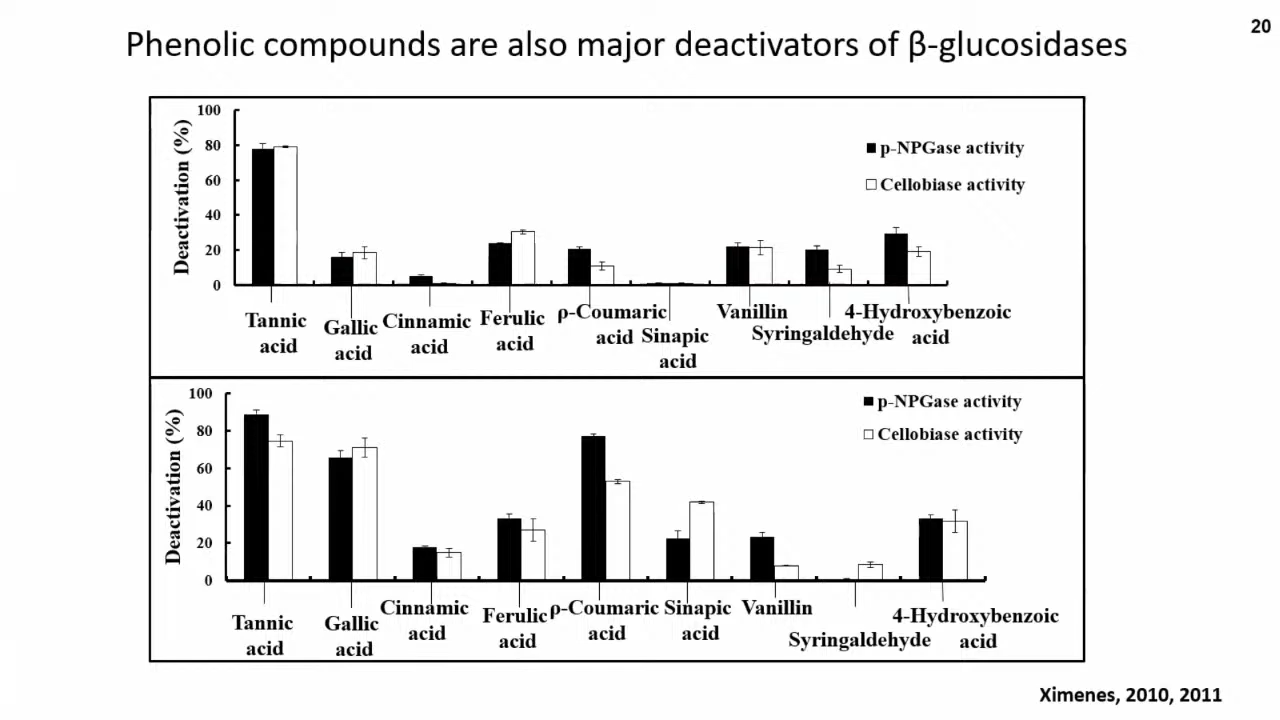 20
Phenolic compounds are also major deactivators of β-glucosidases
Deactivation (%)
100
80
60
40
20
0
p-NPGase activity
Cellobiase activity
Tannic
acid
Gallic
acid
Cinnamic
acid
Ferulic
acid
ρ-Coumaric
acid
Sinapic
acid
Vanillin
Syringaldehyde
4-Hydroxybenzoic
acid
Deactivation (%)
100
80
60
40
20
0
p-NPGase activity
Cellobiase activity
Tannic
acid
Gallic
acid
Cinnamic
acid
Ferulic
acid
ρ-Coumaric
acid
Sinapic
acid
Vanillin
Syringaldehyde
4-Hydroxybenzoic
acid
Ximenes, 2010, 2011